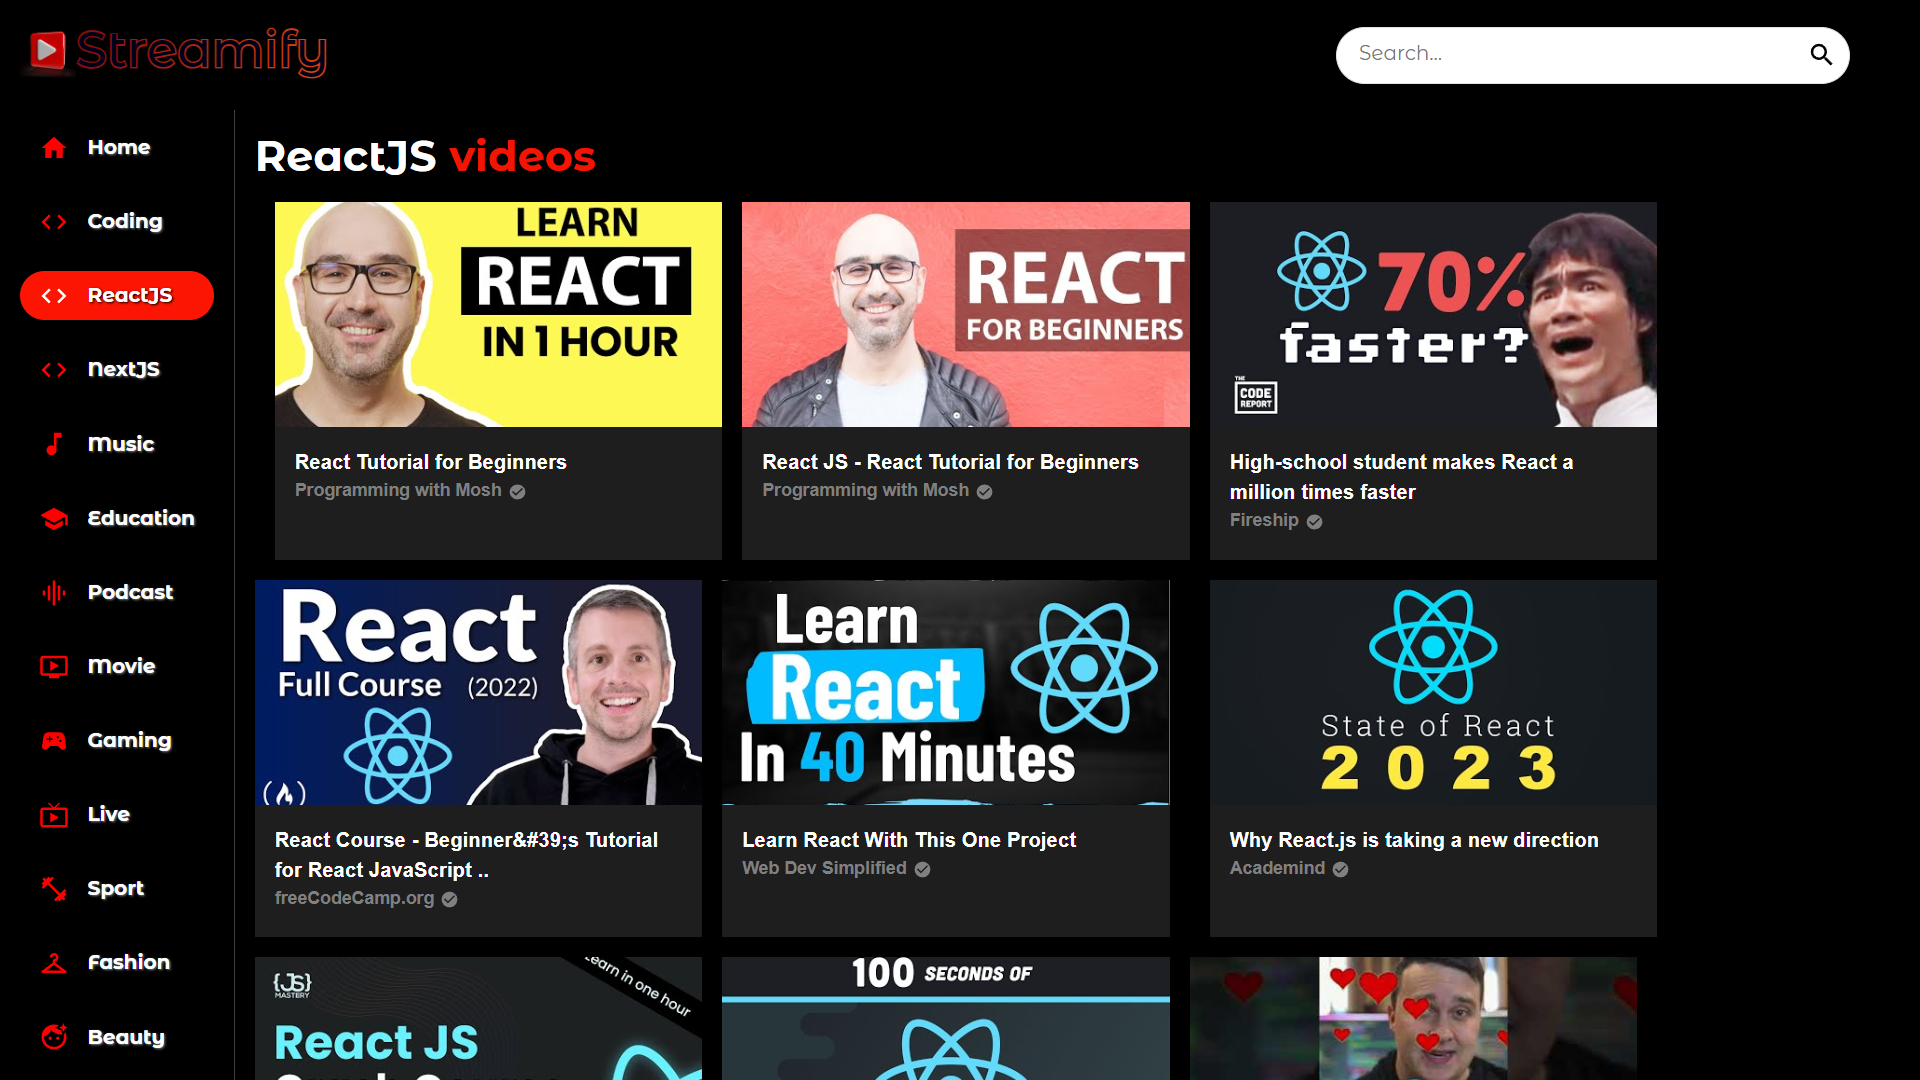 Streamify
Search...
Home
Coding
ReactJS
NextJS
Music
Education
Podcast
Movie
Gaming
Live
Sport
Fashion
Beauty
ReactJS videos
LEARN
REACT
IN 1 HOUR
React Tutorial for Beginners
Programming with Mosh
REACT
FOR BEGINNERS
React JS - React Tutorial for Beginners
Programming with Mosh
70%
faster?
THE
CODE
REPORT
High-school student makes React a
million times faster
Fireship
React
Full Course (2022)
React Course - Beginner&#39;s Tutorial
for React JavaScript ..
freeCodeCamp.org
Learn
React
In 40 Minutes
Learn React With This One Project
Web Dev Simplified
State of React
2023
Why React.js is taking a new direction
Academind
{JS}
MASTERY
Learn in one hour
React JS
Crash Course
100 SECONDS OF